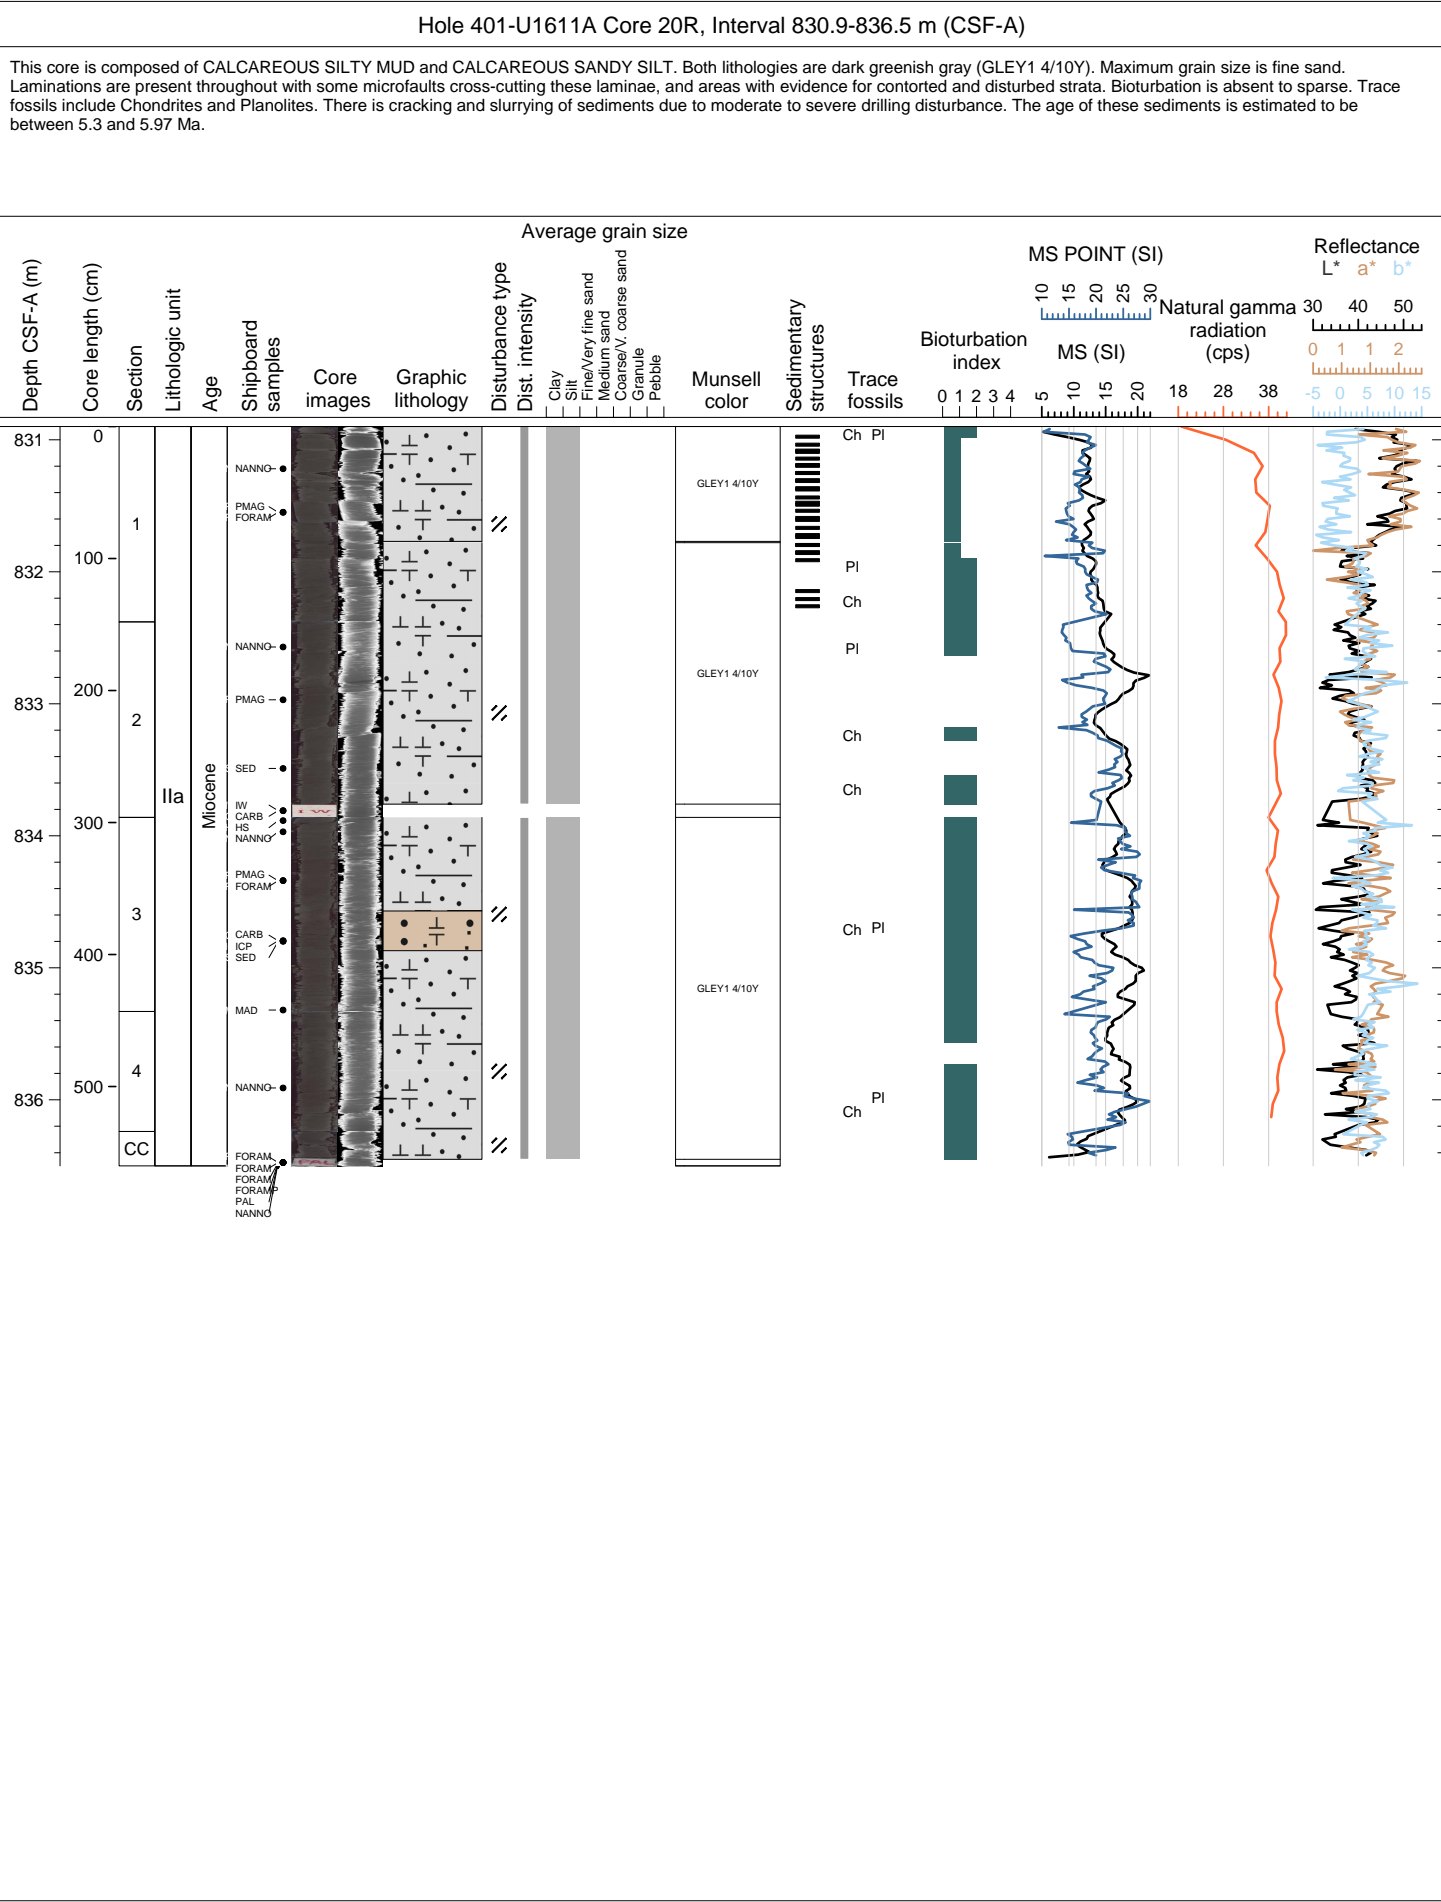 Hole 401-U1611A Core 20R, Interval 830.9-836.5 m (CSF-A)
This core is composed of CALCAREOUS SILTY MUD and CALCAREOUS SANDY SILT. Both lithologies are dark greenish gray (GLEY1 4/10Y). Maximum grain size is fine sand.
Laminations are present throughout with some microfaults cross-cutting these laminae, and areas with evidence for contorted and disturbed strata. Bioturbation is absent to sparse. Trace
fossils include Chondrites and Planolites. There is cracking and slurrying of sediments due to moderate to severe drilling disturbance. The age of these sediments is estimated to be
between 5.3 and 5.97 Ma.
Depth CSF-A (m)
Core length (cm)
Section
Lithologic unit
Age
Shipboard
samples
Core
images
Graphic
lithology
Disturbance type
Dist. intensity
Average grain size
Clay
Silt
Fine/Very fine sand
Medium sand
Coarse/V. coarse sand
Granule
Pebble
Munsell
color
Sedimentary
structures
Trace
fossils
Bioturbation
index
0 1 2 3 4
MS POINT (SI)
10 15 20 25 30
MS (SI)
5 10 15 20
Natural gamma
radiation
(cps)
18 28 38
Reflectance
L* a* b*
30 40 50
0 1 1 2
-5 0 5 10 15
831
832
833
834
835
836
0
100
200
300
400
500
1
2
3
4
CC
IIa
Miocene
NANNO
PMAG
FORAM
NANNO
PMAG
SED
IW
CARB
HS
NANNO
PMAG
FORAM
CARB
ICP
SED
MAD
NANNO
FORAM
FORAM
FORAM
FORAMP
PAL
NANNO
I W
PAL
GLEY1 4/10Y
GLEY1 4/10Y
GLEY1 4/10Y
Ch Pl
Pl
Ch
Pl
Ch
Ch
Ch Pl
Pl
Ch